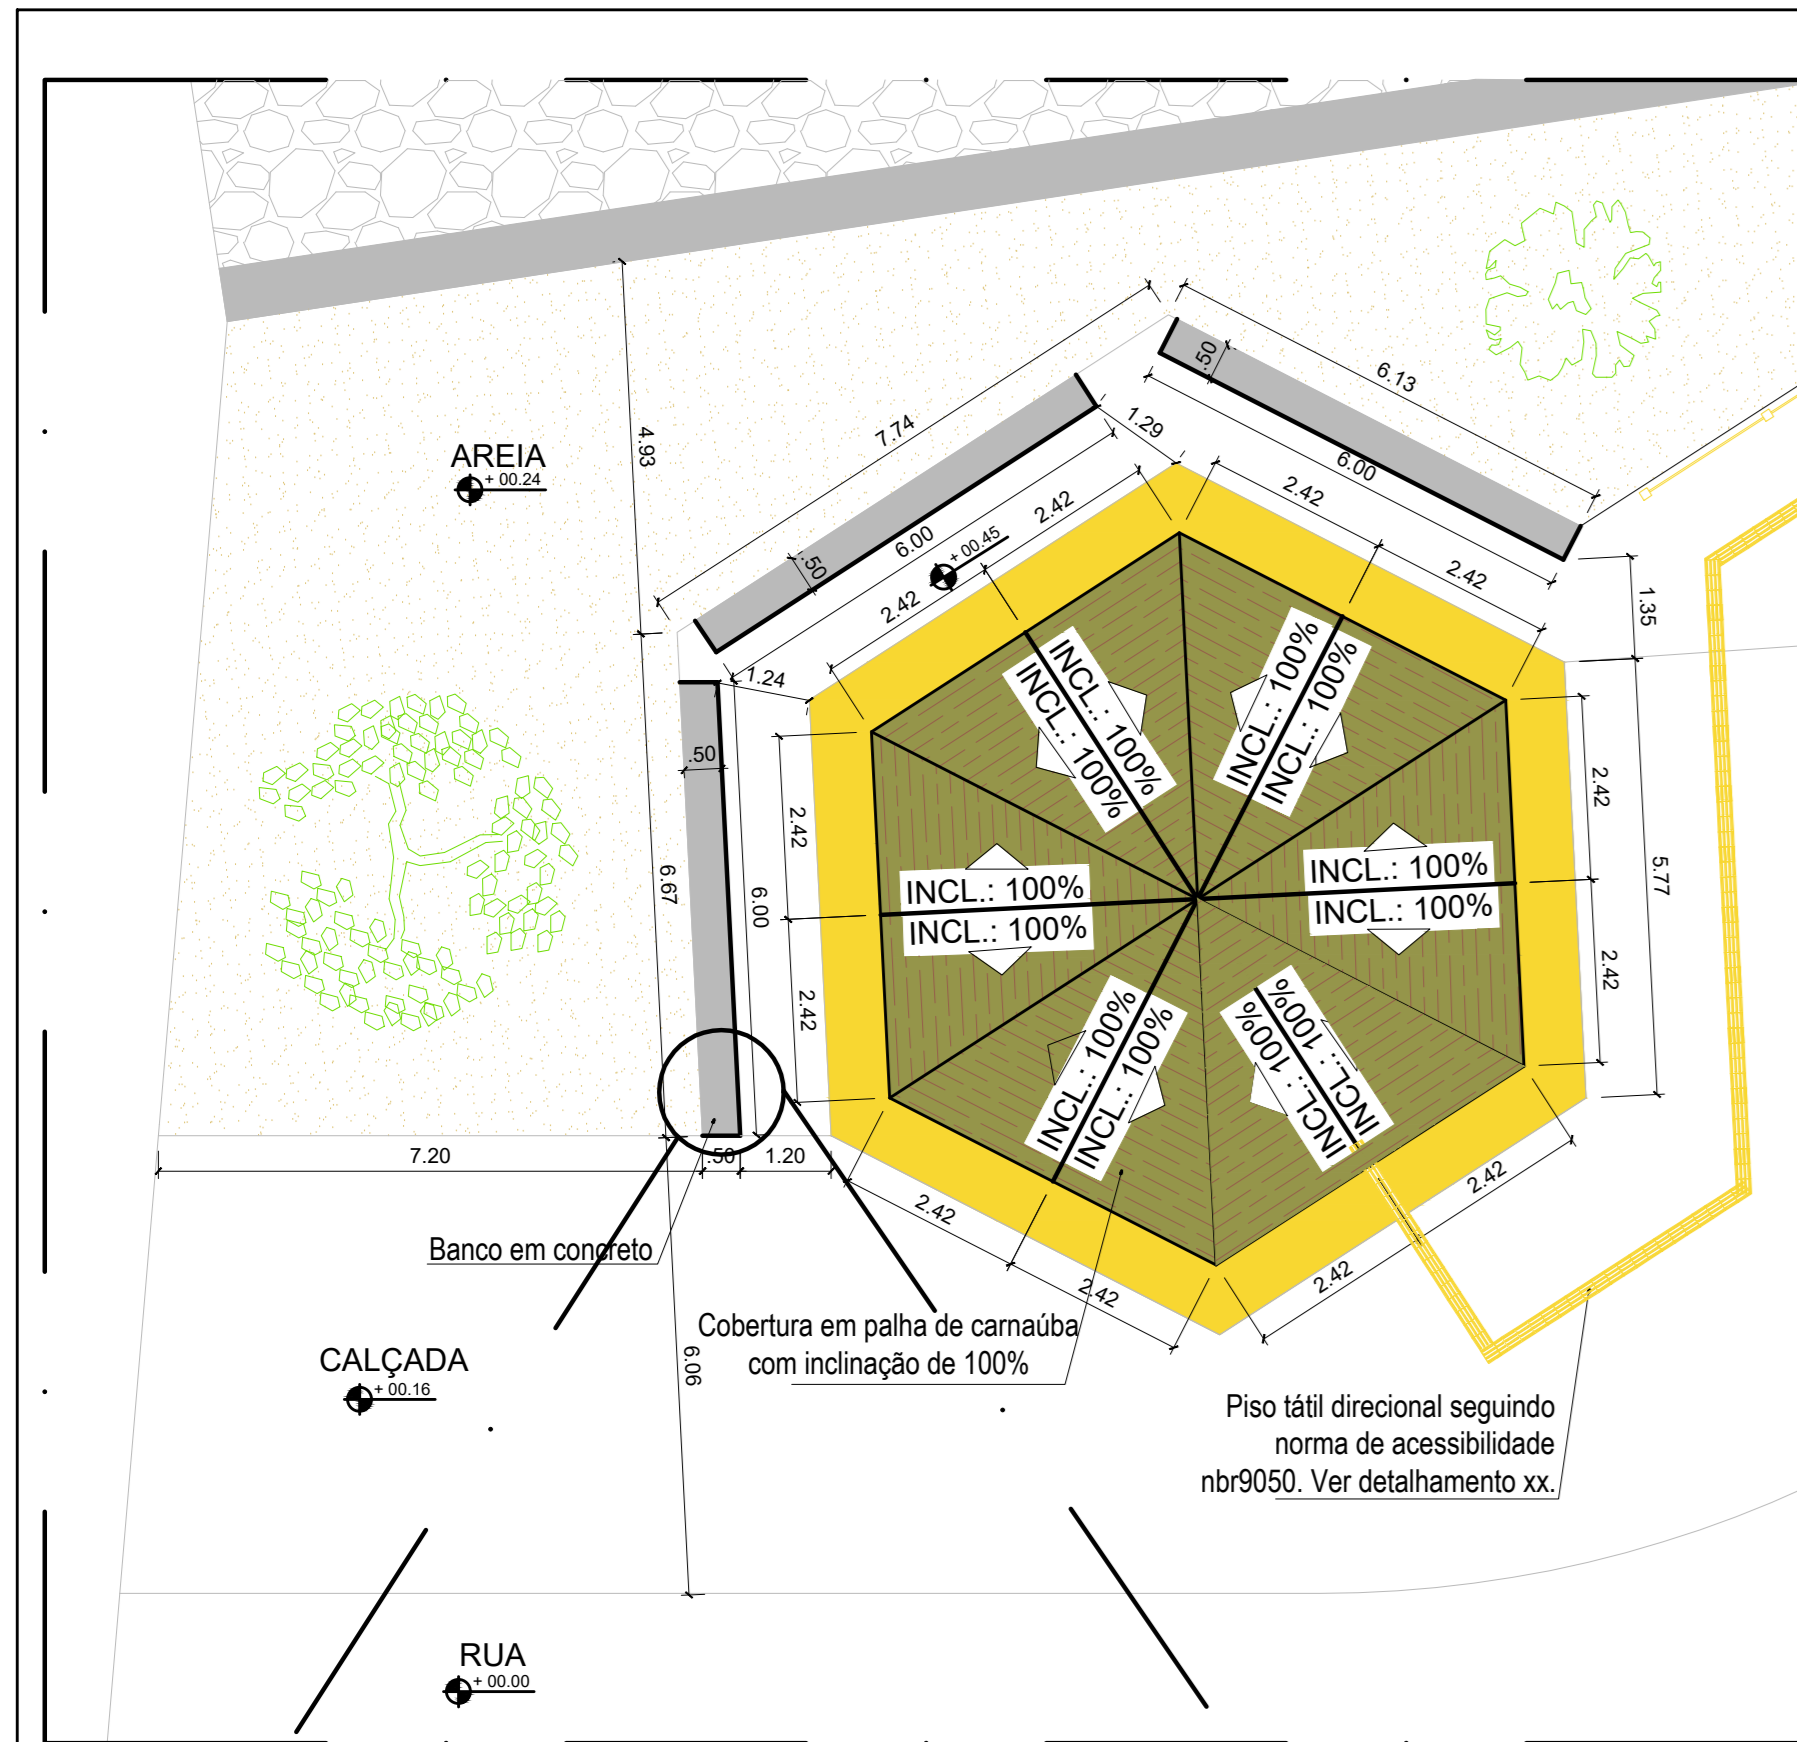 .50
6.13
7.74
1.29
4.93
AREIA
+ 00.24
6.00
2.42
2.42
6.00
+ 00.45
2.42
.50
2.42
1.35
1.24
INCL.: 100%
INCL.: 100%
INCL.: 100%
INCL.: 100%
.50
2.42
2.42
6.67
6.00
INCL.: 100%
INCL.: 100%
INCL.: 100%
INCL.: 100%
5.77
2.42
2.42
INCL.: 100%
INCL.: 100%
INCL.: 100%
INCL.: 100%
7.20
.50
1.20
2.42
2.42
Banco em concreto
2.42
2.42
Cobertura em palha de carnaúba
com inclinação de 100%
CALÇADA
+ 00.16
6.06
Piso tátil direcional seguindo
norma de acessibilidade
nbr9050. Ver detalhamento xx.
RUA
+ 00.00